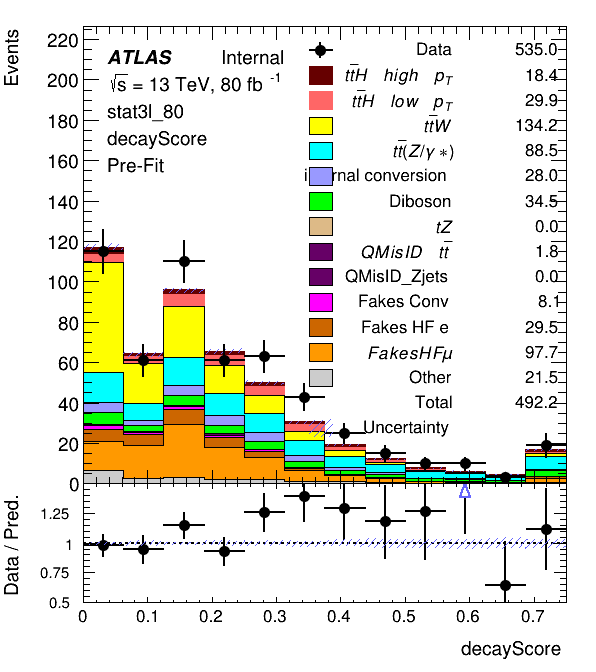 Events
220
200
180
160
140
120
100
80
60
40
20
0
ATLAS Internal
√s = 13 TeV, 80 fb -1
stat3l_80
decayScore
Pre-Fit
Data 535.0
tt̄H high pT 18.4
tt̄H low pT 29.9
tt̄W 134.2
tt̄(Z/γ *) 88.5
conversion 28.0
Diboson 34.5
tZ 0.0
QMisID tt̄ 1.8
QMisID_Zjets 0.0
Fakes Conv 8.1
Fakes HF e 29.5
FakesHFμ 97.7
Other 21.5
Total 492.2
Uncertainty
Data / Pred.
1.25
1
0.75
0.5
0 0.1 0.2 0.3 0.4 0.5 0.6 0.7
decayScore